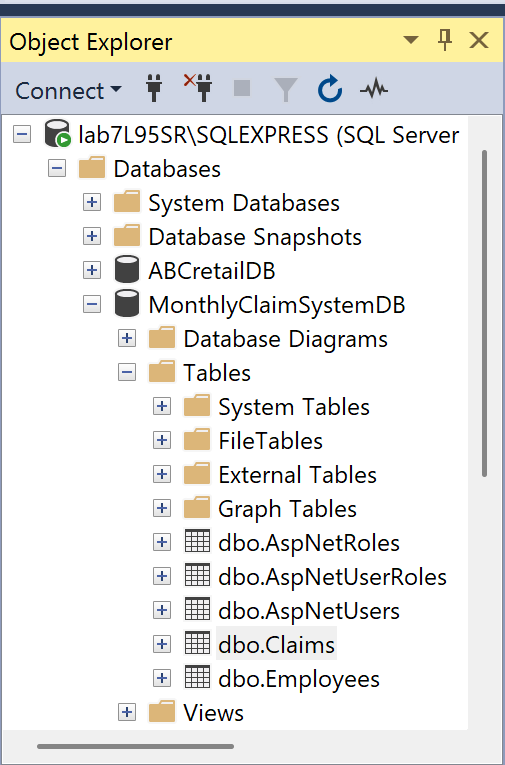 Object Explorer
Connect
lab7L95SR\SQLEXPRESS (SQL Server
Databases
System Databases
Database Snapshots
ABCretailDB
MonthlyClaimSystemDB
Database Diagrams
Tables
System Tables
FileTables
External Tables
Graph Tables
dbo.AspNetRoles
dbo.AspNetUserRoles
dbo.AspNetUsers
dbo.Claims
dbo.Employees
Views